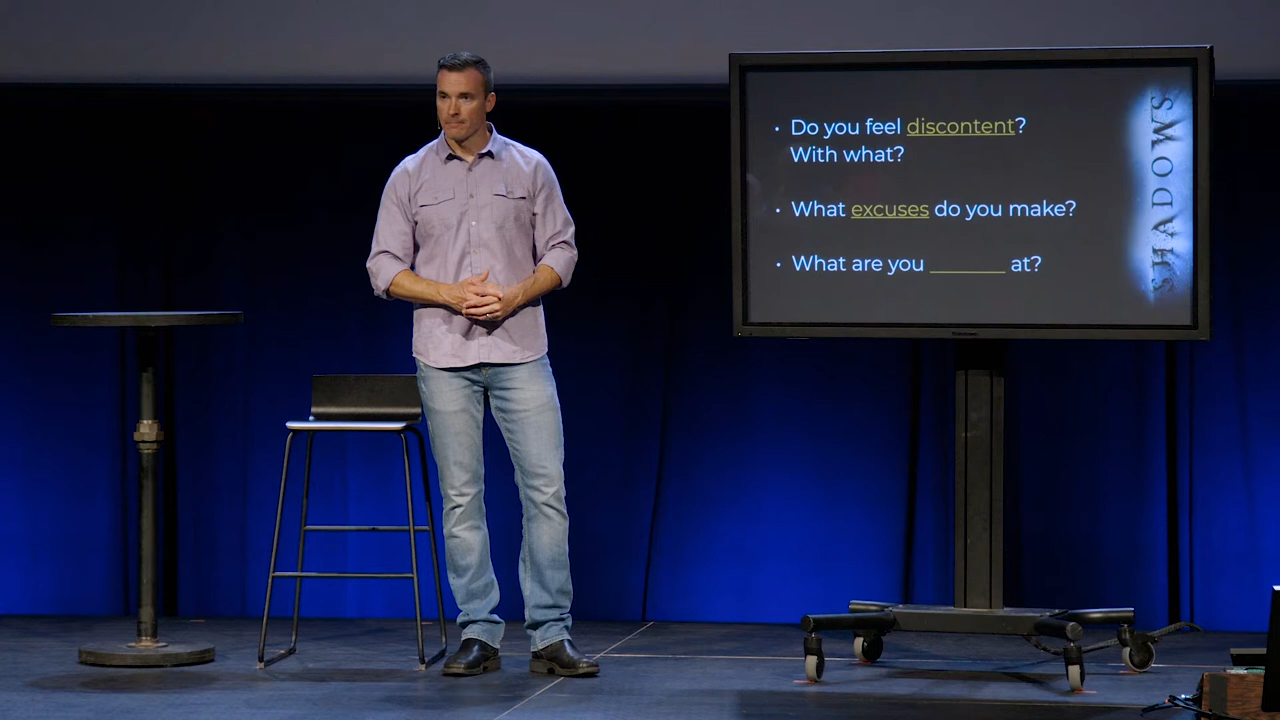 • Do you feel discontent?
With what?
• What excuses do you make?
• What are you _______ at?
SHADOWS